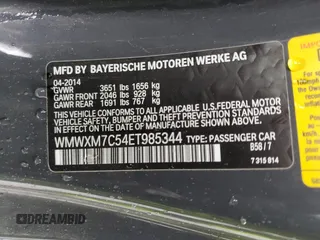 MFD BY BAYERISCHE MOTOREN WERKE AG
04-2014
GVWR 3651 lbs 1656 kg
GAWR FRONT 2046 lbs 928 kg
GAWR REAR 1691 lbs 767 kg
THIS VEHICLE CONFORMS TO ALL APPLICABLE U.S. FEDERAL MOTOR
VEHICLE SAFETY, BUMPER, AND THEFT PREVENTION STANDARDS IN
EFFECT ON THE DATE OF MANUFACTURE SHOWN ABOVE.
WMWXM7C54ET985344 TYPE: PASSENGER CAR
B58 / 7
7 315 814
DREAMBID